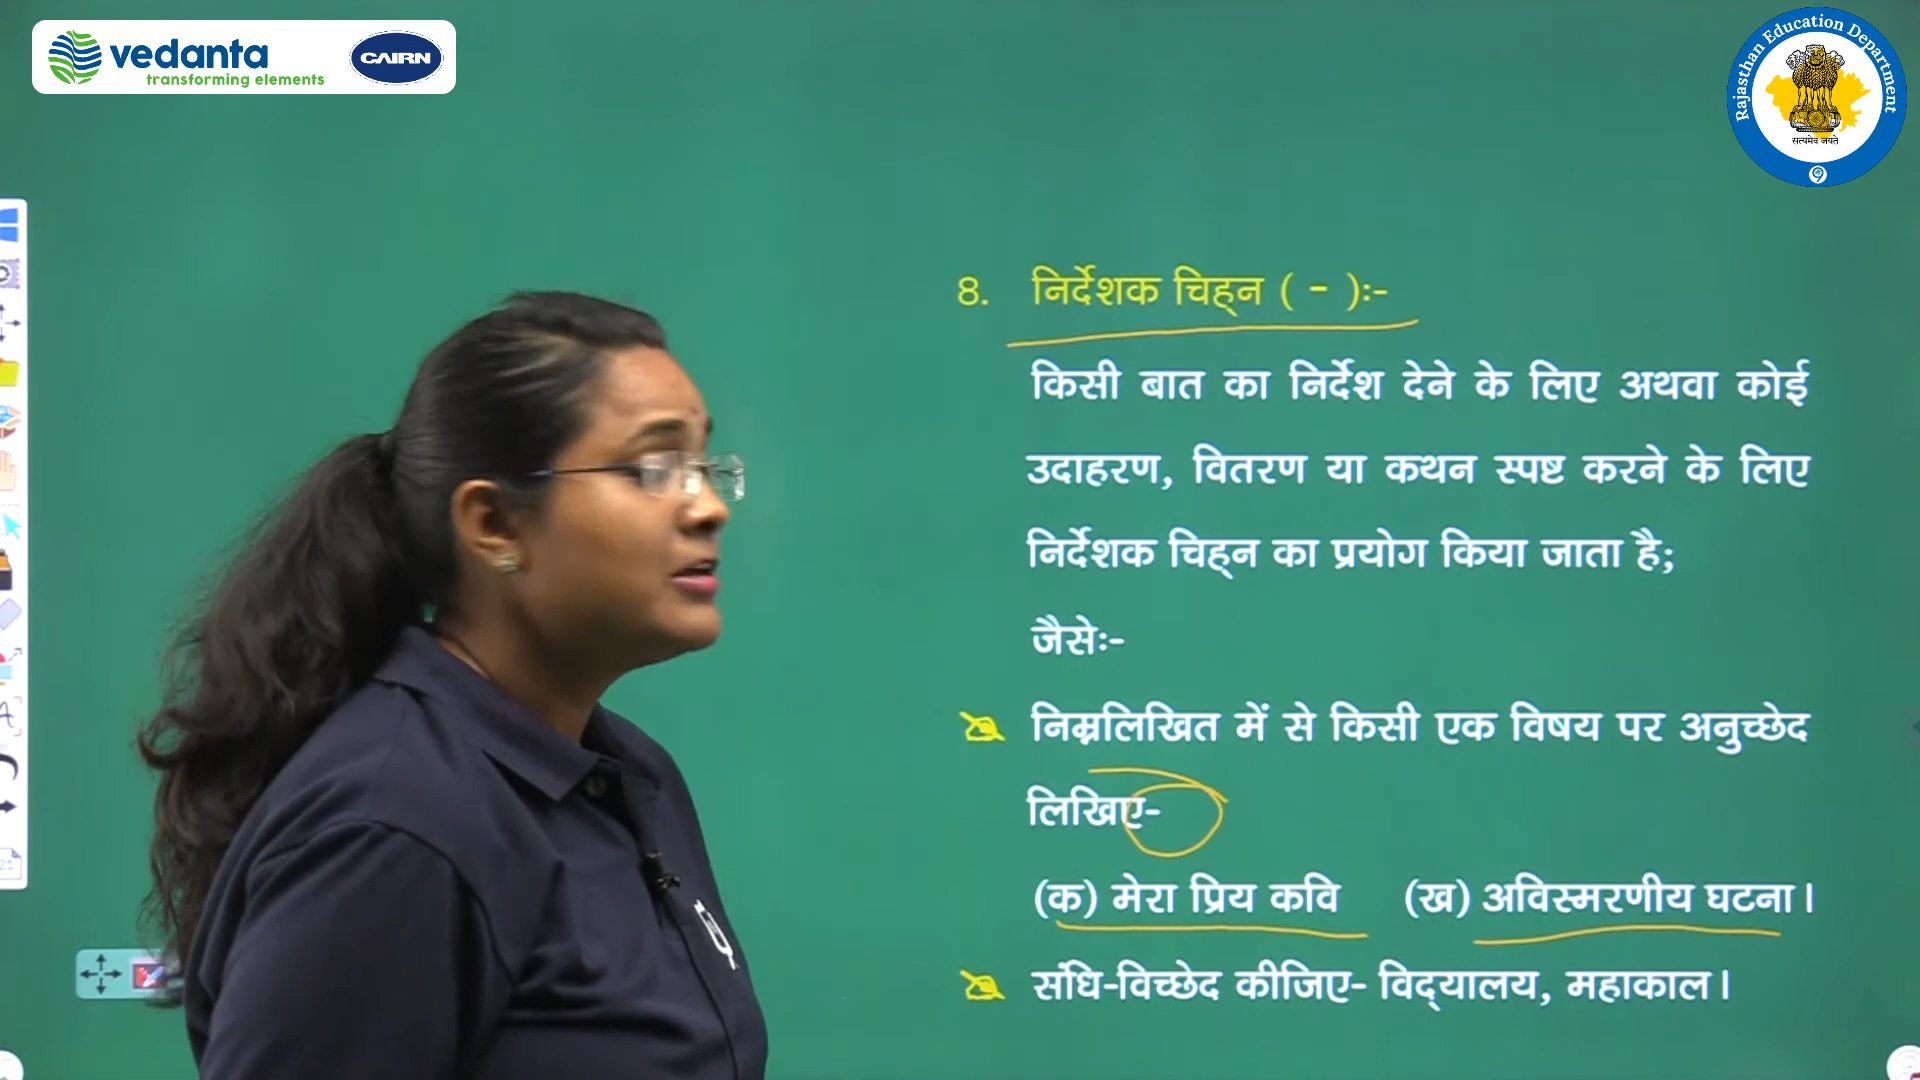 vedanta
transforming elements
CAIRN
Rajasthan Education Department
सत्यमेव जयते
8. निर्देशक चिह्न ( - ):-
किसी बात का निर्देश देने के लिए अथवा कोई
उदाहरण, वितरण या कथन स्पष्ट करने के लिए
निर्देशक चिह्न का प्रयोग किया जाता है;
जैसे:-
निम्नलिखित में से किसी एक विषय पर अनुच्छेद
लिखिए-
(क) मेरा प्रिय कवि (ख) अविस्मरणीय घटना।
संधि-विच्छेद कीजिए- विद्यालय, महाकाल।